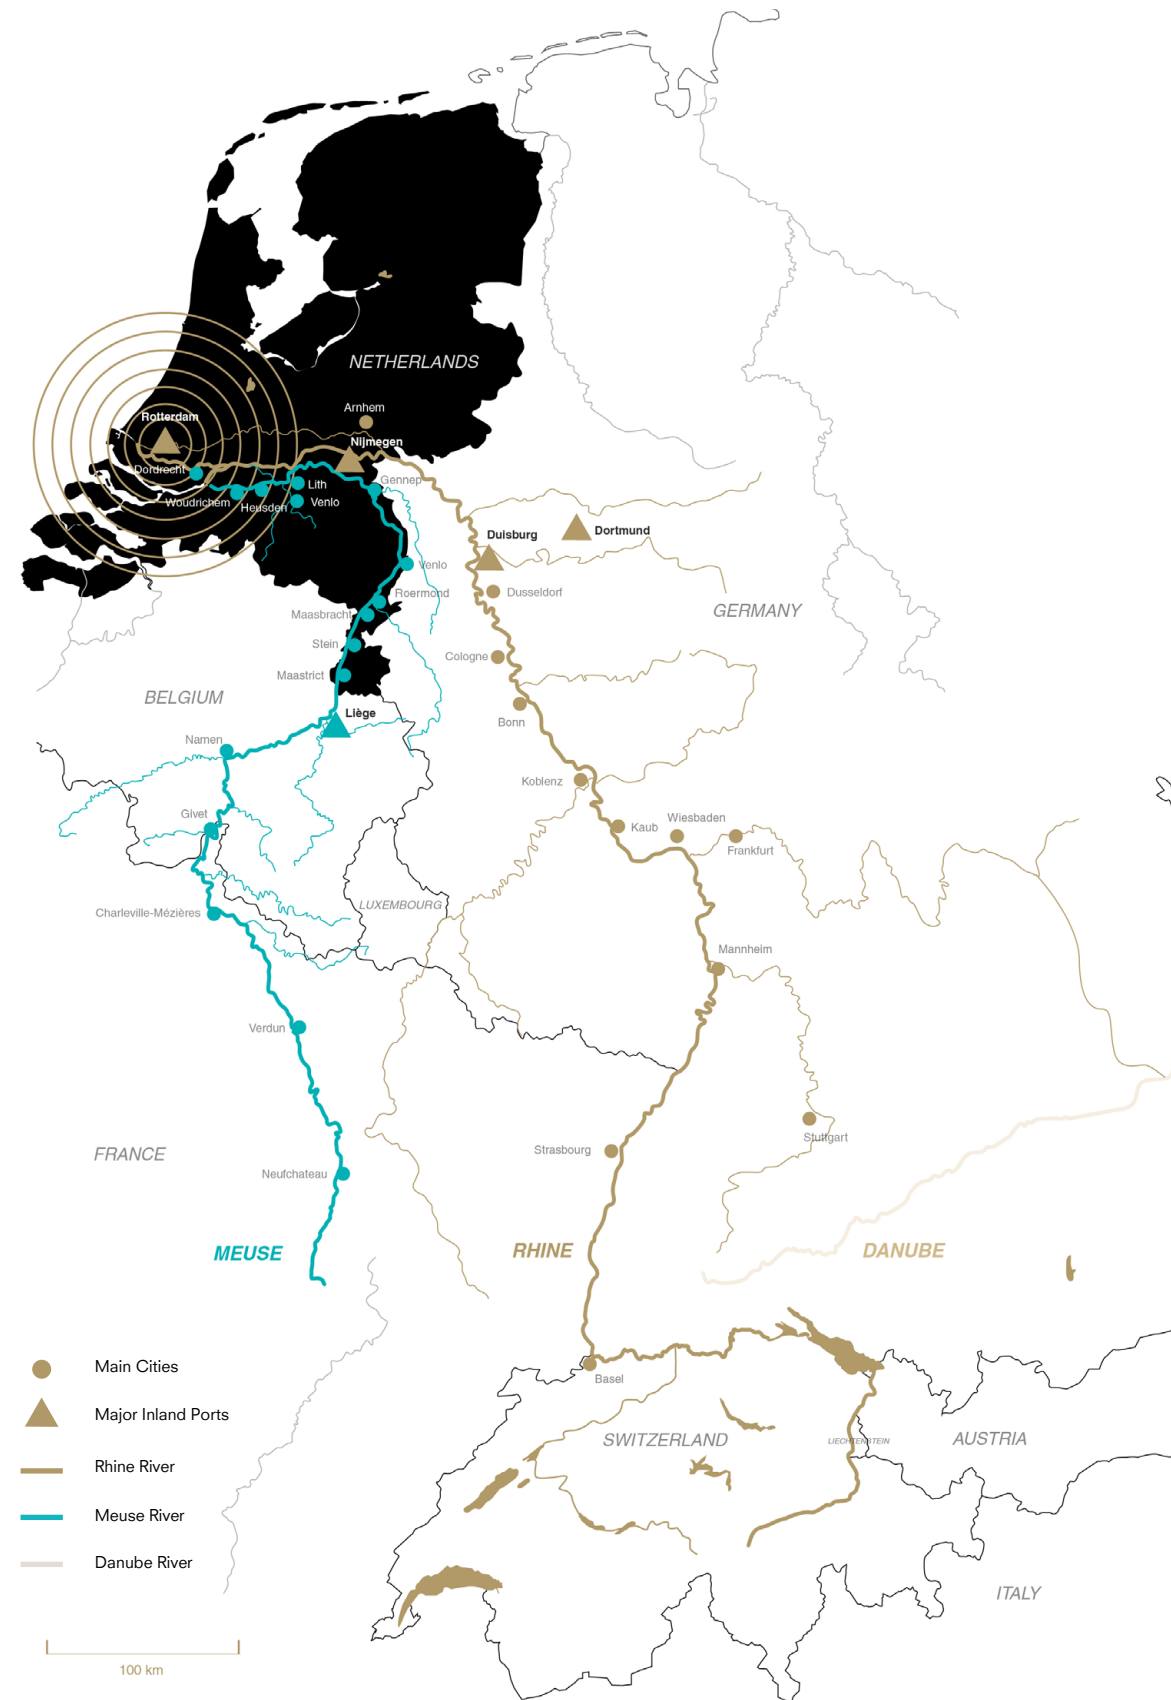 NETHERLANDS
Arnhem
Rotterdam
Nijmegen
Dordrecht
Gennep
Lith
Woudrichem
Venlo
Heusden
Duisburg
Dortmund
Venlo
Dusseldorf
Roermond
GERMANY
Maasbracht
Stein
Cologne
Maastrict
BELGIUM
Liège
Bonn
Namen
Koblenz
Givet
Kaub
Wiesbaden
Frankfurt
LUXEMBOURG
Charleville-Mézières
Mannheim
Verdun
Stuttgart
Strasbourg
FRANCE
Neufchateau
MEUSE
RHINE
DANUBE
Basel
SWITZERLAND
LIECHTENSTEIN
AUSTRIA
ITALY
Main Cities
Major Inland Ports
Rhine River
Meuse River
Danube River
100 km